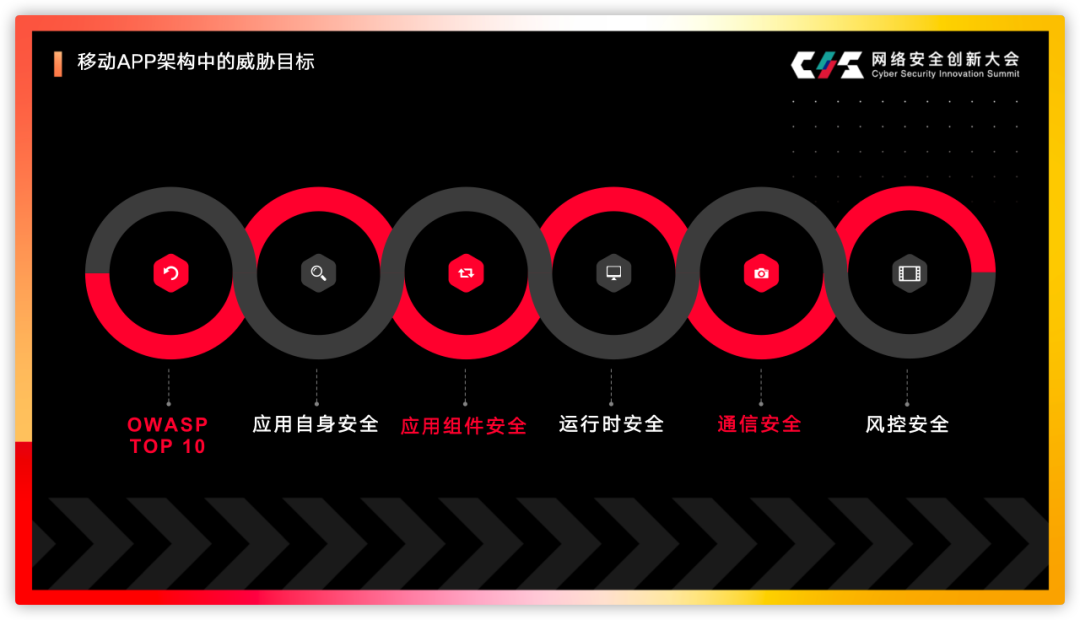 移动APP架构中的威胁目标
CIS
网络安全创新大会
Cyber Security Innovation Summit
OWASP
TOP 10
应用自身安全
应用组件安全
运行时安全
通信安全
风控安全